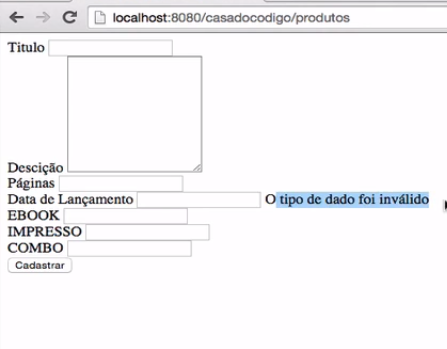 localhost:8080/casadocodigo/produtos
Titulo
Descição
Páginas
Data de Lançamento O tipo de dado foi inválido
EBOOK
IMPRESSO
COMBO
Cadastrar